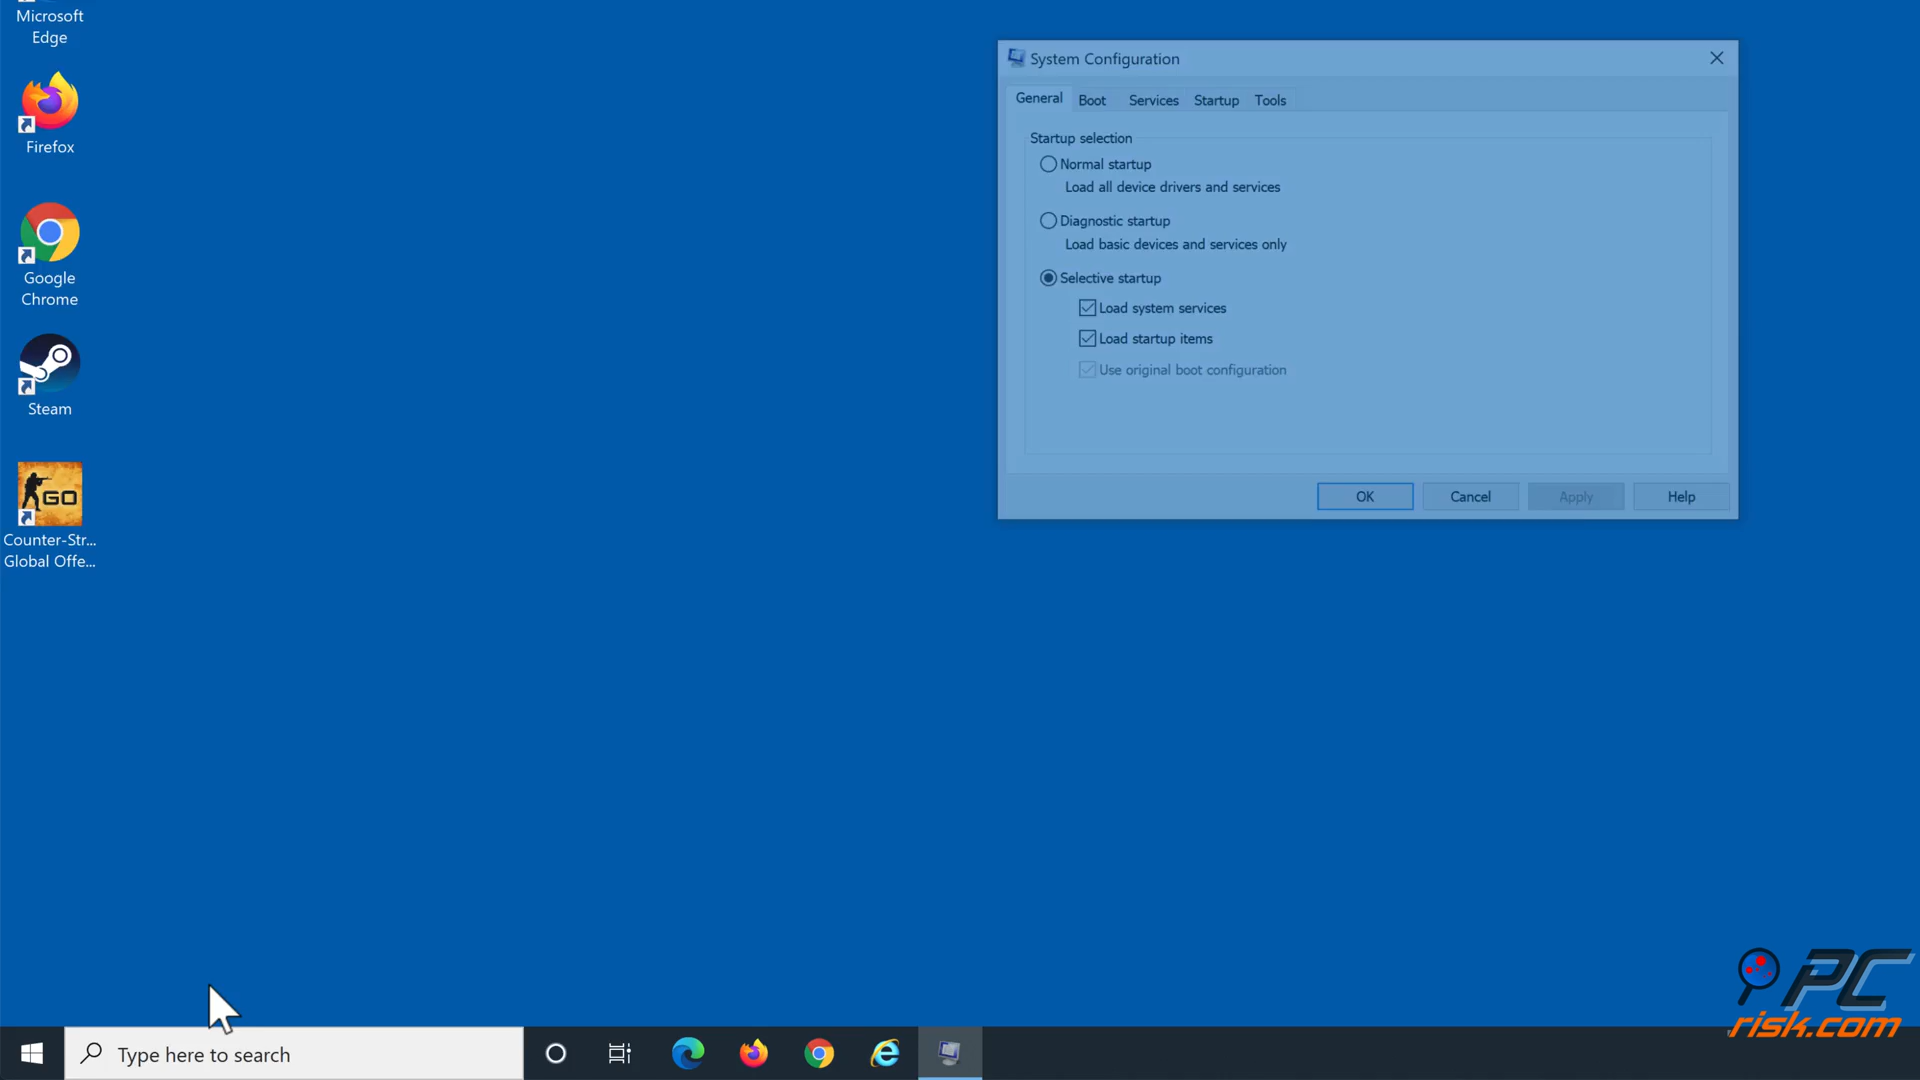 Microsoft
Edge
Firefox
Google
Chrome
Steam
GO
Counter-Str...
Global Offe...
System Configuration
General Boot Services Startup Tools
Startup selection
Normal startup
Load all device drivers and services
Diagnostic startup
Load basic devices and services only
Selective startup
Load system services
Load startup items
Use original boot configuration
OK Cancel Apply Help
Type here to search
PC
risk.com